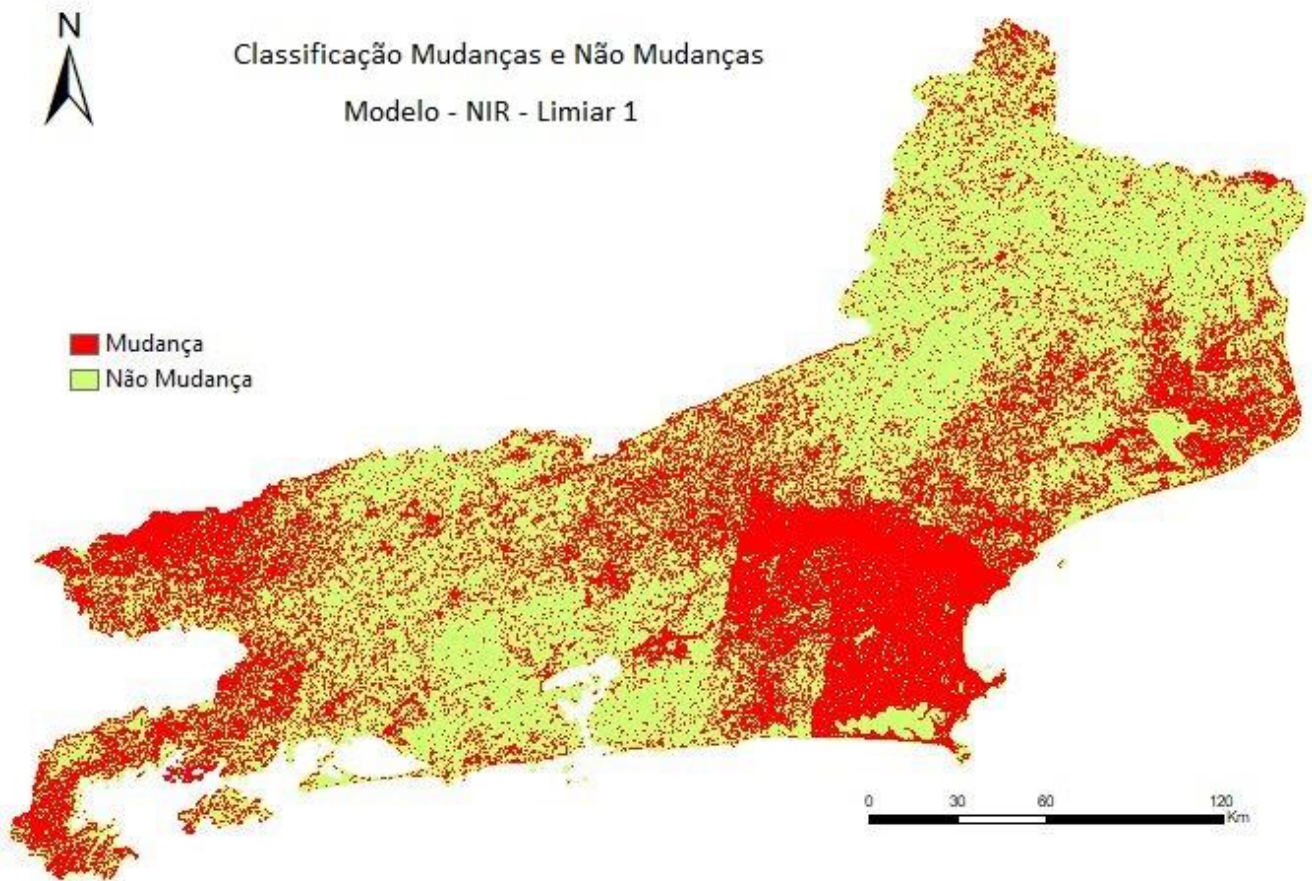 N
Classificação Mudanças e Não Mudanças
Modelo - NIR - Limiar 1
Mudança
Não Mudança
0 30 60 120
Km